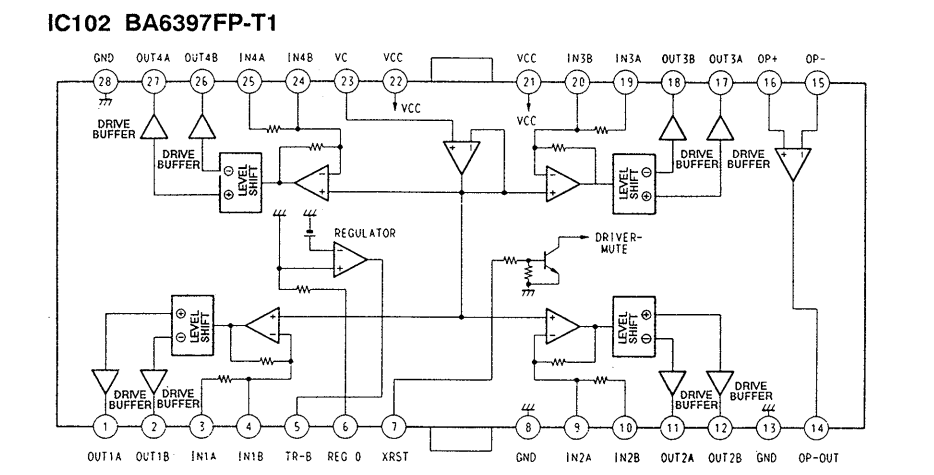 IC102 BA6397FP-T1
GND OUT4A OUT4B IN4A IN4B VC VCC VCC IN3B IN3A OUT3B OUT3A OP+ OP-
28 27 26 25 24 23 22 21 20 19 18 17 16 15
VCC VCC
DRIVE BUFFER
DRIVE BUFFER
DRIVE BUFFER
DRIVE BUFFER
+ -
+ -
LEVEL SHIFT
- +
- +
- +
LEVEL SHIFT
- +
REGULATOR
- +
DRIVER-MUTE
LEVEL SHIFT
+ -
+ -
+ -
LEVEL SHIFT
+ -
DRIVE BUFFER
DRIVE BUFFER
DRIVE BUFFER
DRIVE BUFFER
1 2 3 4 5 6 7 8 9 10 11 12 13 14
OUT1A OUT1B IN1A IN1B TR-B REG O XRST GND IN2A IN2B OUT2A OUT2B GND OP-OUT